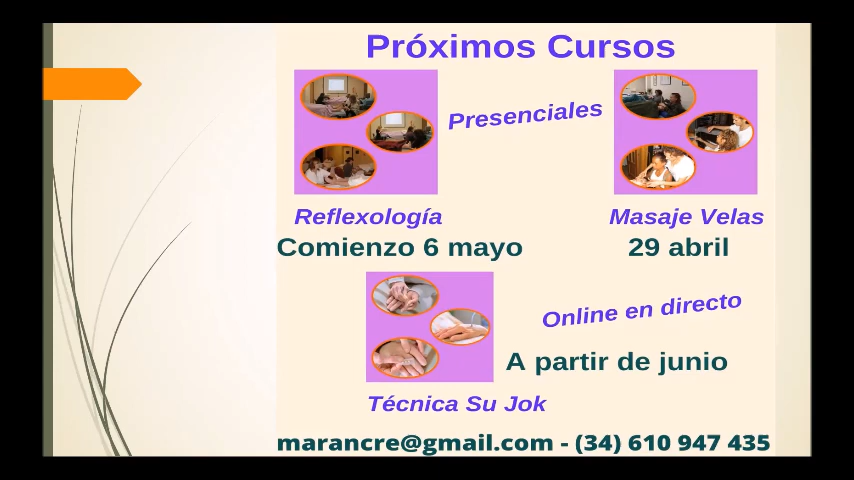 Próximos Cursos
Presenciales
Reflexología
Comienzo 6 mayo
Masaje Velas
29 abril
Online en directo
A partir de junio
Técnica Su Jok
marancre@gmail.com - (34) 610 947 435